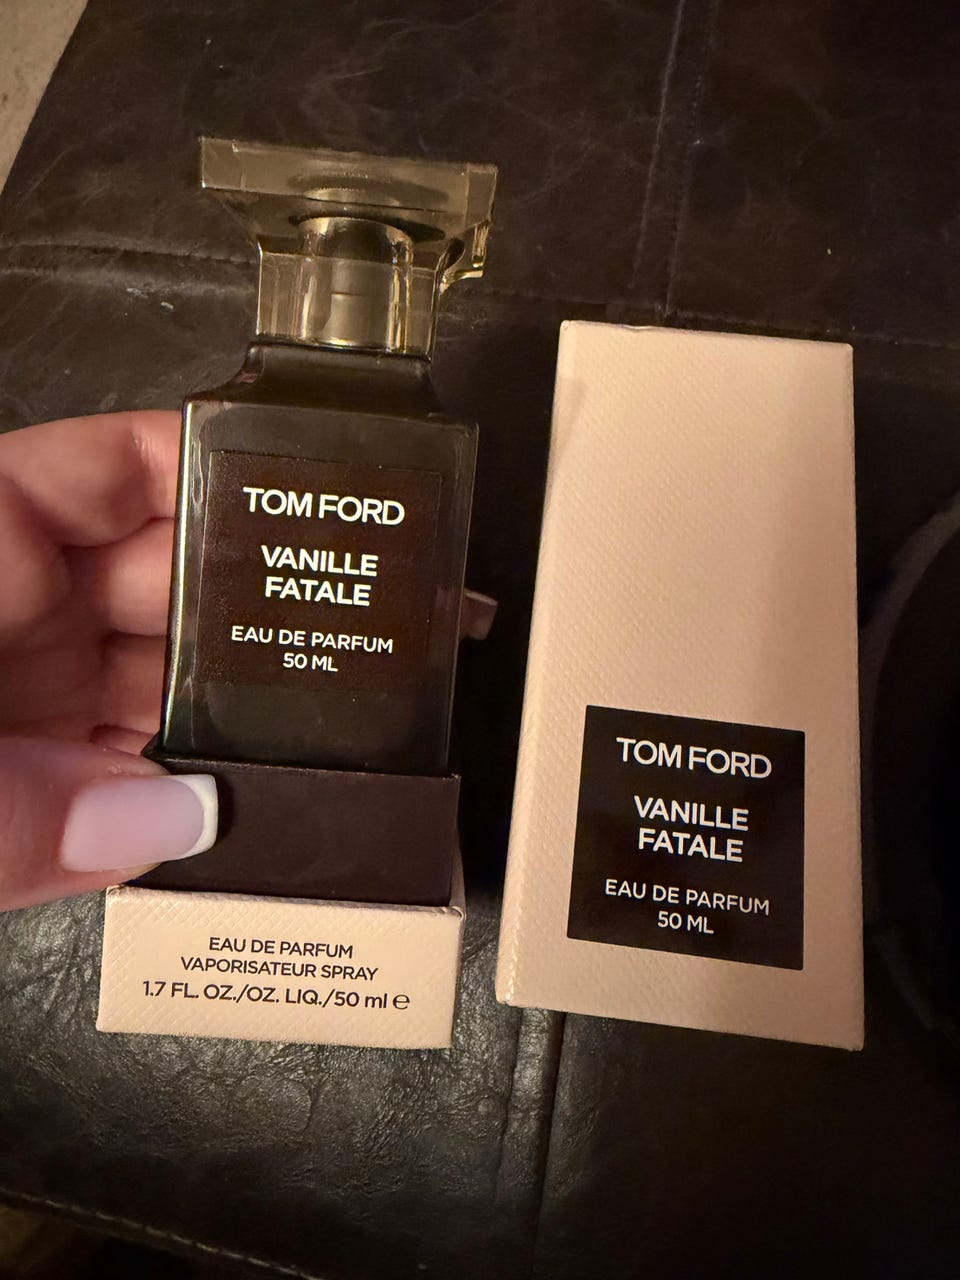 TOM FORD
VANILLE
FATALE
EAU DE PARFUM
50 ML
EAU DE PARFUM
VAPORISATEUR SPRAY
1.7 FL. OZ./OZ. LIQ./50 ml ℮
TOM FORD
VANILLE
FATALE
EAU DE PARFUM
50 ML